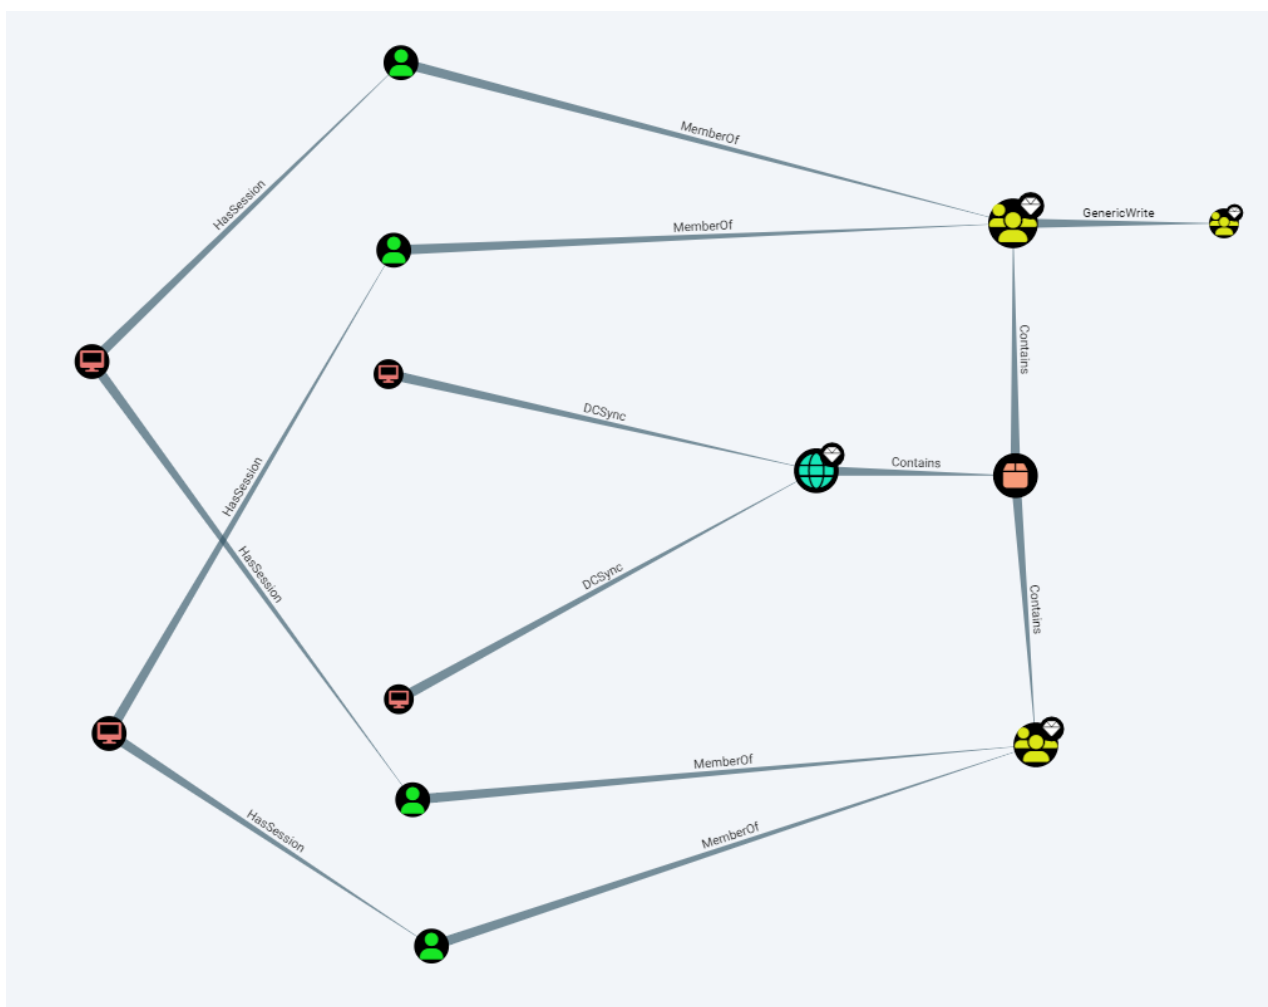 MemberOf
HasSession
MemberOf
GenericWrite
Contains
DCSync
Contains
HasSession
HasSession
DCSync
Contains
MemberOf
HasSession
MemberOf